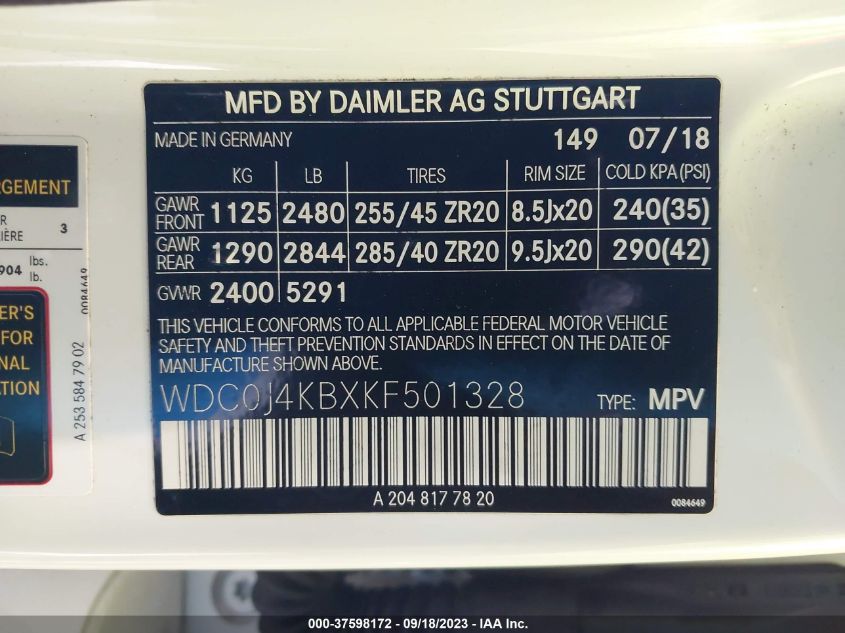 MFD BY DAIMLER AG STUTTGART
MADE IN GERMANY 149 07/18
KG LB TIRES RIM SIZE COLD KPA (PSI)
GAWR FRONT 1125 2480 255/45 ZR20 8.5Jx20 240(35)
GAWR REAR 1290 2844 285/40 ZR20 9.5Jx20 290(42)
GVWR 2400 5291
THIS VEHICLE CONFORMS TO ALL APPLICABLE FEDERAL MOTOR VEHICLE
SAFETY AND THEFT PREVENTION STANDARDS IN EFFECT ON THE DATE OF
MANUFACTURE SHOWN ABOVE.
WDC0J4KBXKF501328 TYPE: MPV
A 204 817 78 20 0084649
RGEMENT
R
IÈRE 3
904 lbs.
lb.
0084649
ER'S
FOR
NAL
ATION
A 253 584 79 02
000-37598172 - 09/18/2023 - IAA Inc.